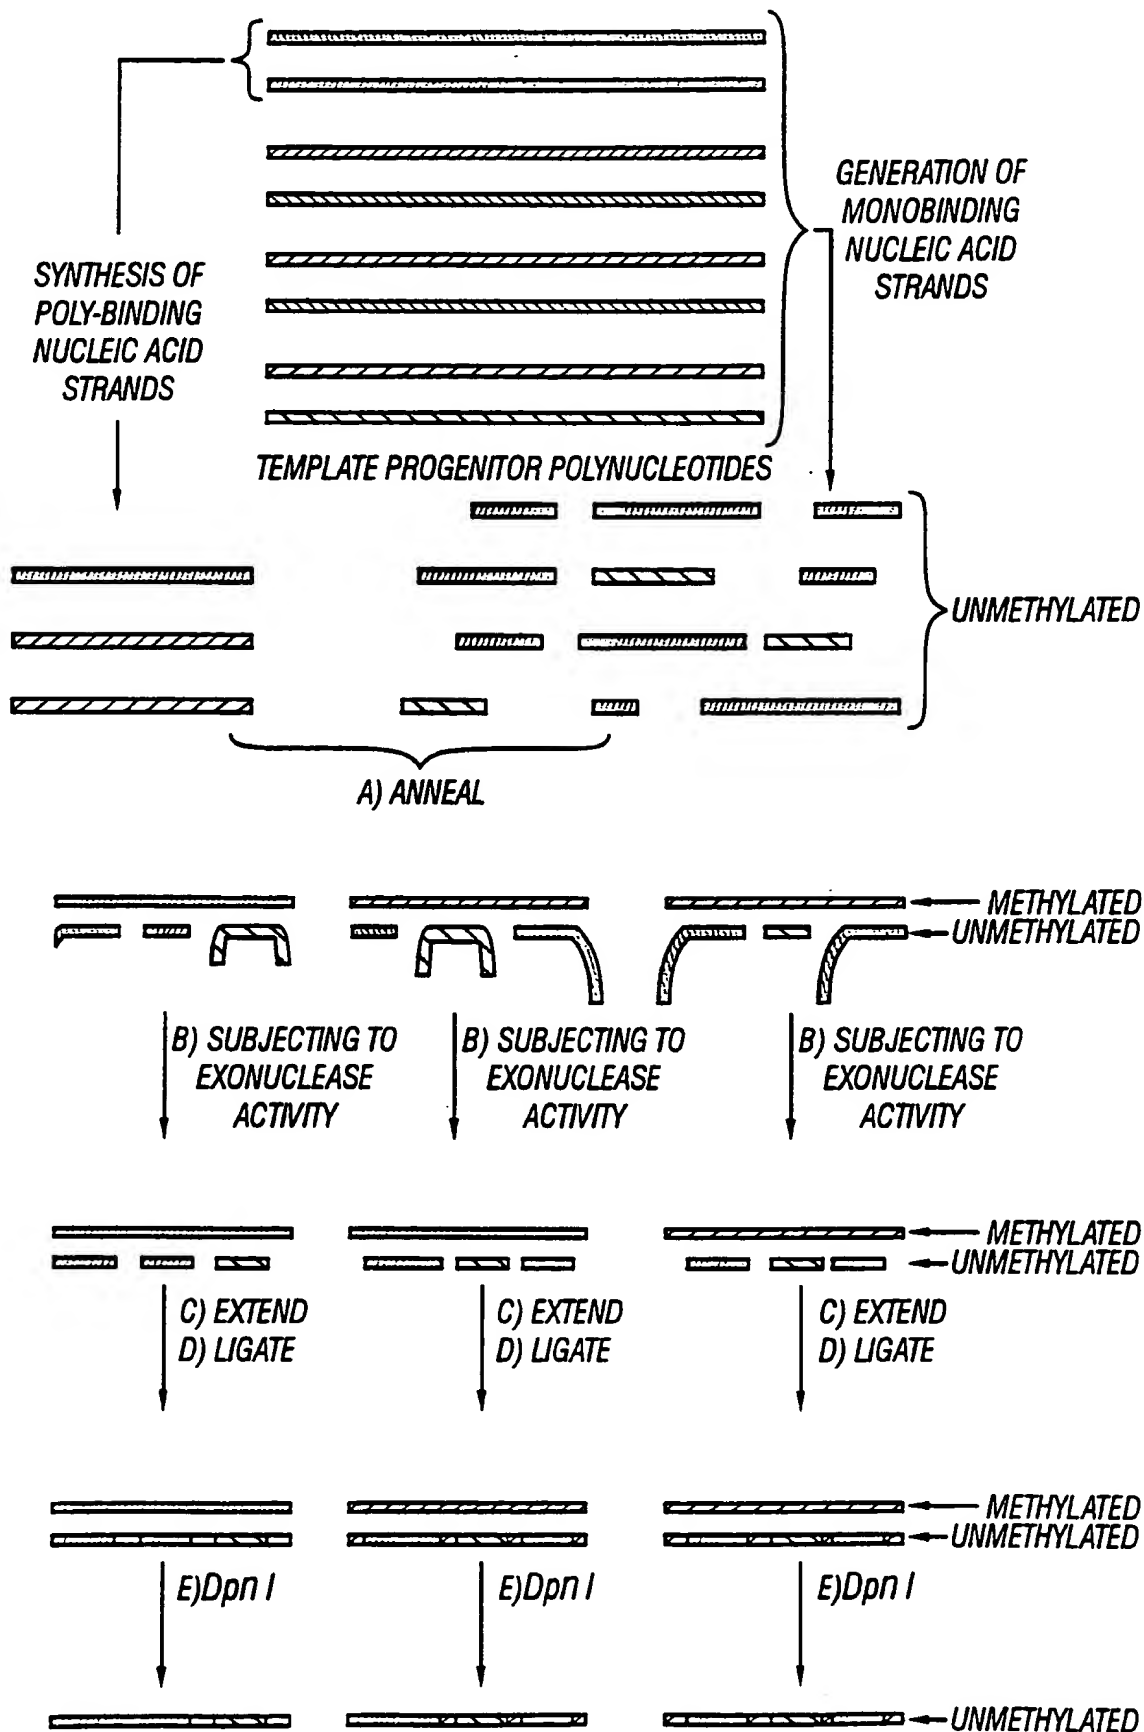 GENERATION OF
MONOBINDING
NUCLEIC ACID
STRANDS
SYNTHESIS OF
POLY-BINDING
NUCLEIC ACID
STRANDS
TEMPLATE PROGENITOR POLYNUCLEOTIDES
UNMETHYLATED
A) ANNEAL
METHYLATED
UNMETHYLATED
B) SUBJECTING TO
EXONUCLEASE
ACTIVITY
B) SUBJECTING TO
EXONUCLEASE
ACTIVITY
B) SUBJECTING TO
EXONUCLEASE
ACTIVITY
METHYLATED
UNMETHYLATED
C) EXTEND
D) LIGATE
C) EXTEND
D) LIGATE
C) EXTEND
D) LIGATE
METHYLATED
UNMETHYLATED
E)Dpn I
E)Dpn I
E)Dpn I
UNMETHYLATED